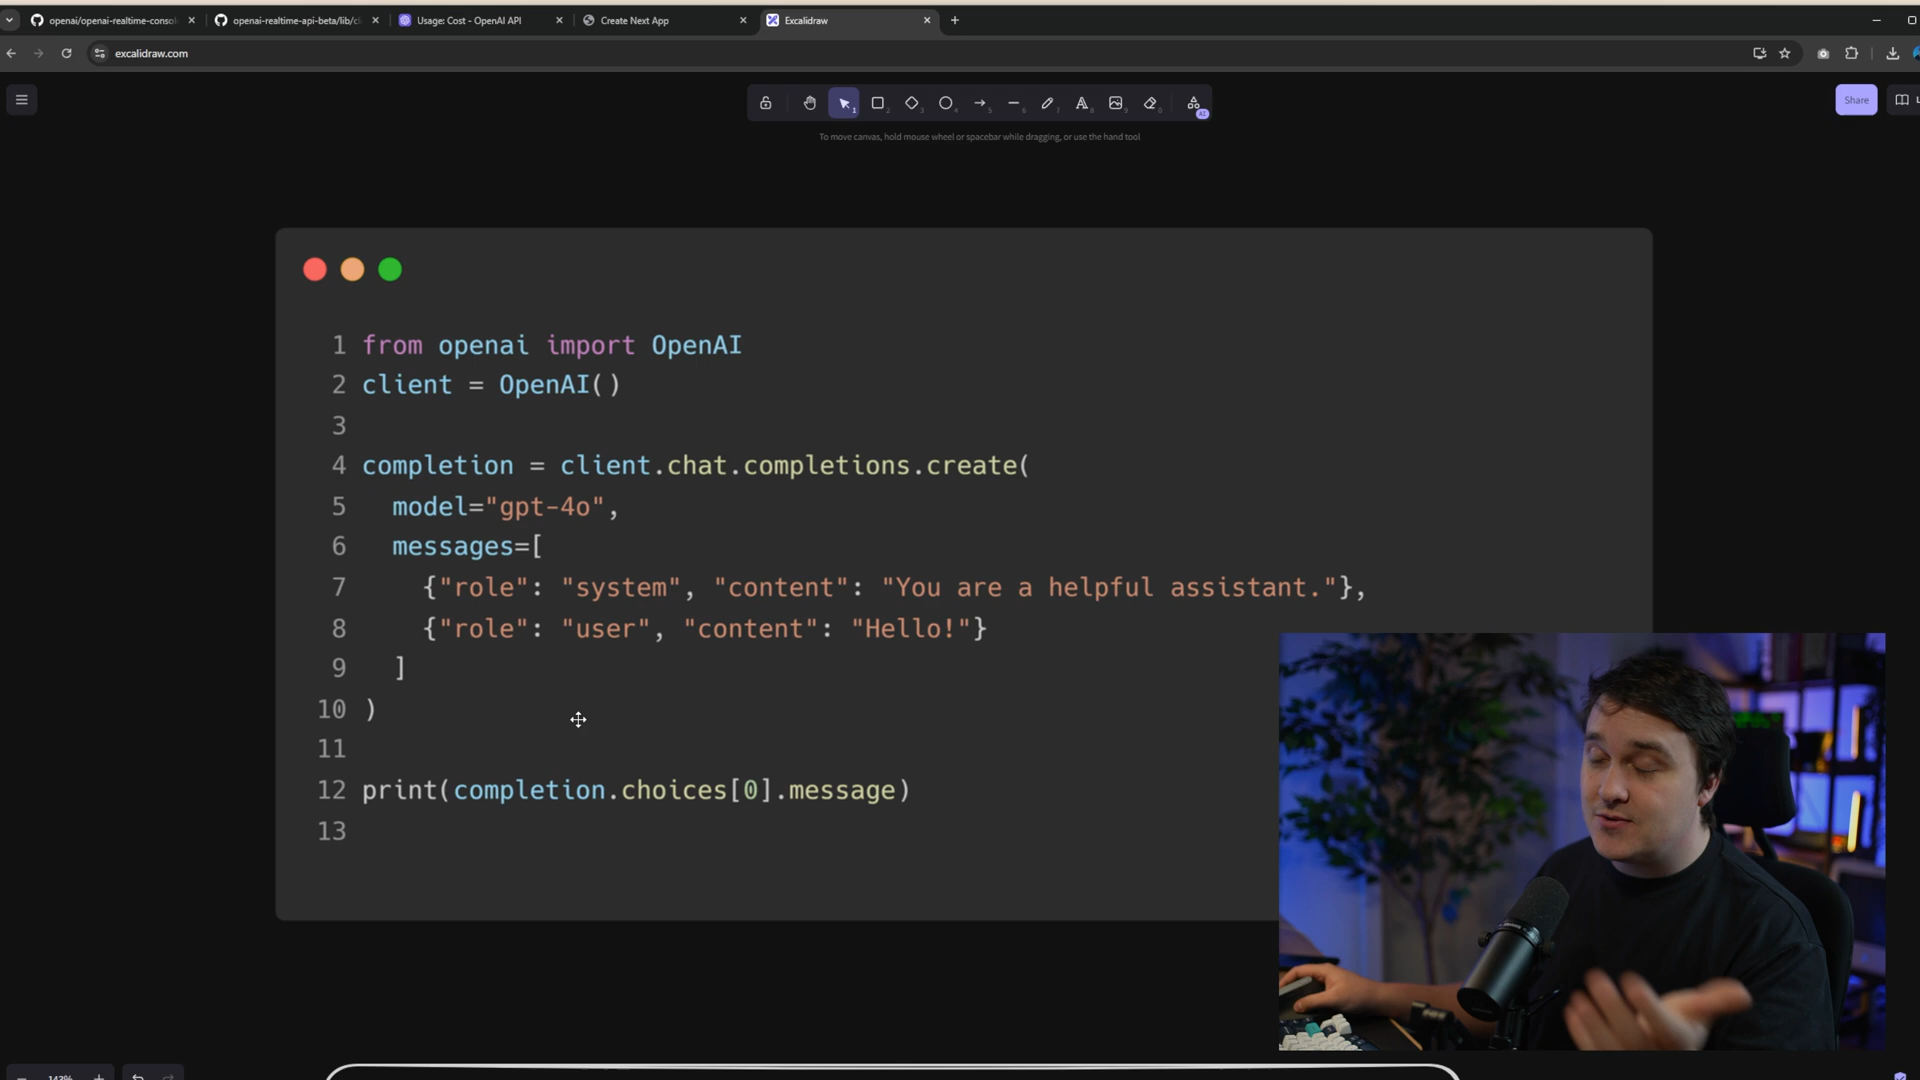 openai/openai-realtime-consol
openai-realtime-api-beta/lib/cl
Usage: Cost - OpenAI API
Create Next App
Excalidraw
excalidraw.com
Share
To move canvas, hold mouse wheel or spacebar while dragging, or use the hand tool
1 from openai import OpenAI
2 client = OpenAI()
3
4 completion = client.chat.completions.create(
5 model="gpt-4o",
6 messages=[
7 {"role": "system", "content": "You are a helpful assistant."},
8 {"role": "user", "content": "Hello!"}
9 ]
10 )
11
12 print(completion.choices[0].message)
13
143%